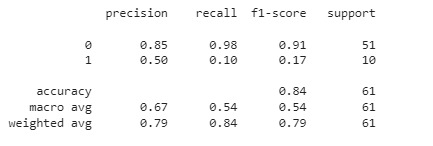 precision recall f1-score support
0 0.85 0.98 0.91 51
1 0.50 0.10 0.17 10
accuracy 0.84 61
macro avg 0.67 0.54 0.54 61
weighted avg 0.79 0.84 0.79 61